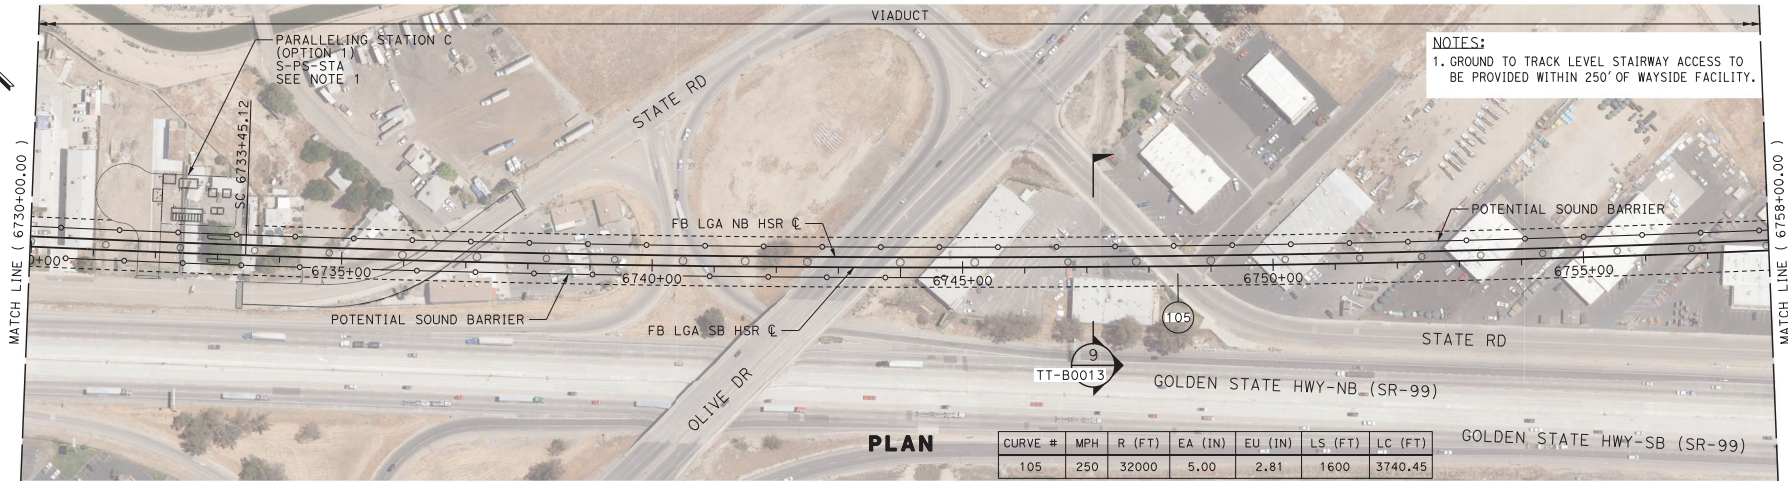 VIADUCT
PARALLELING STATION C
(OPTION 1)
S-PS-STA
SEE NOTE 1
NOTES:
1. GROUND TO TRACK LEVEL STAIRWAY ACCESS TO
BE PROVIDED WITHIN 250' OF WAYSIDE FACILITY.
STATE RD
SC 6733+45.12
MATCH LINE ( 6730+00.00 )
MATCH LINE ( 6758+00.00 )
FB LGA NB HSR ℄
POTENTIAL SOUND BARRIER
0+00
6735+00
6740+00
6745+00
6750+00
6755+00
POTENTIAL SOUND BARRIER
FB LGA SB HSR ℄
105
STATE RD
9
TT-B0013
GOLDEN STATE HWY-NB (SR-99)
OLIVE DR
PLAN
CURVE # MPH R (FT) EA (IN) EU (IN) LS (FT) LC (FT)
105 250 32000 5.00 2.81 1600 3740.45
GOLDEN STATE HWY-SB (SR-99)